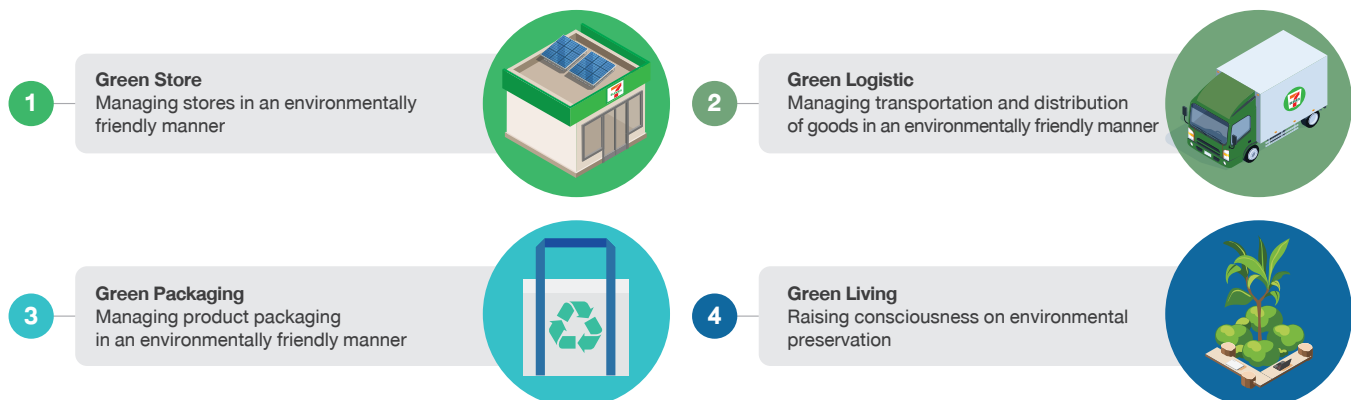 1
Green Store
Managing stores in an environmentally
friendly manner
7
2
Green Logistic
Managing transportation and distribution
of goods in an environmentally friendly manner
7
3
Green Packaging
Managing product packaging
in an environmentally friendly manner
4
Green Living
Raising consciousness on environmental
preservation